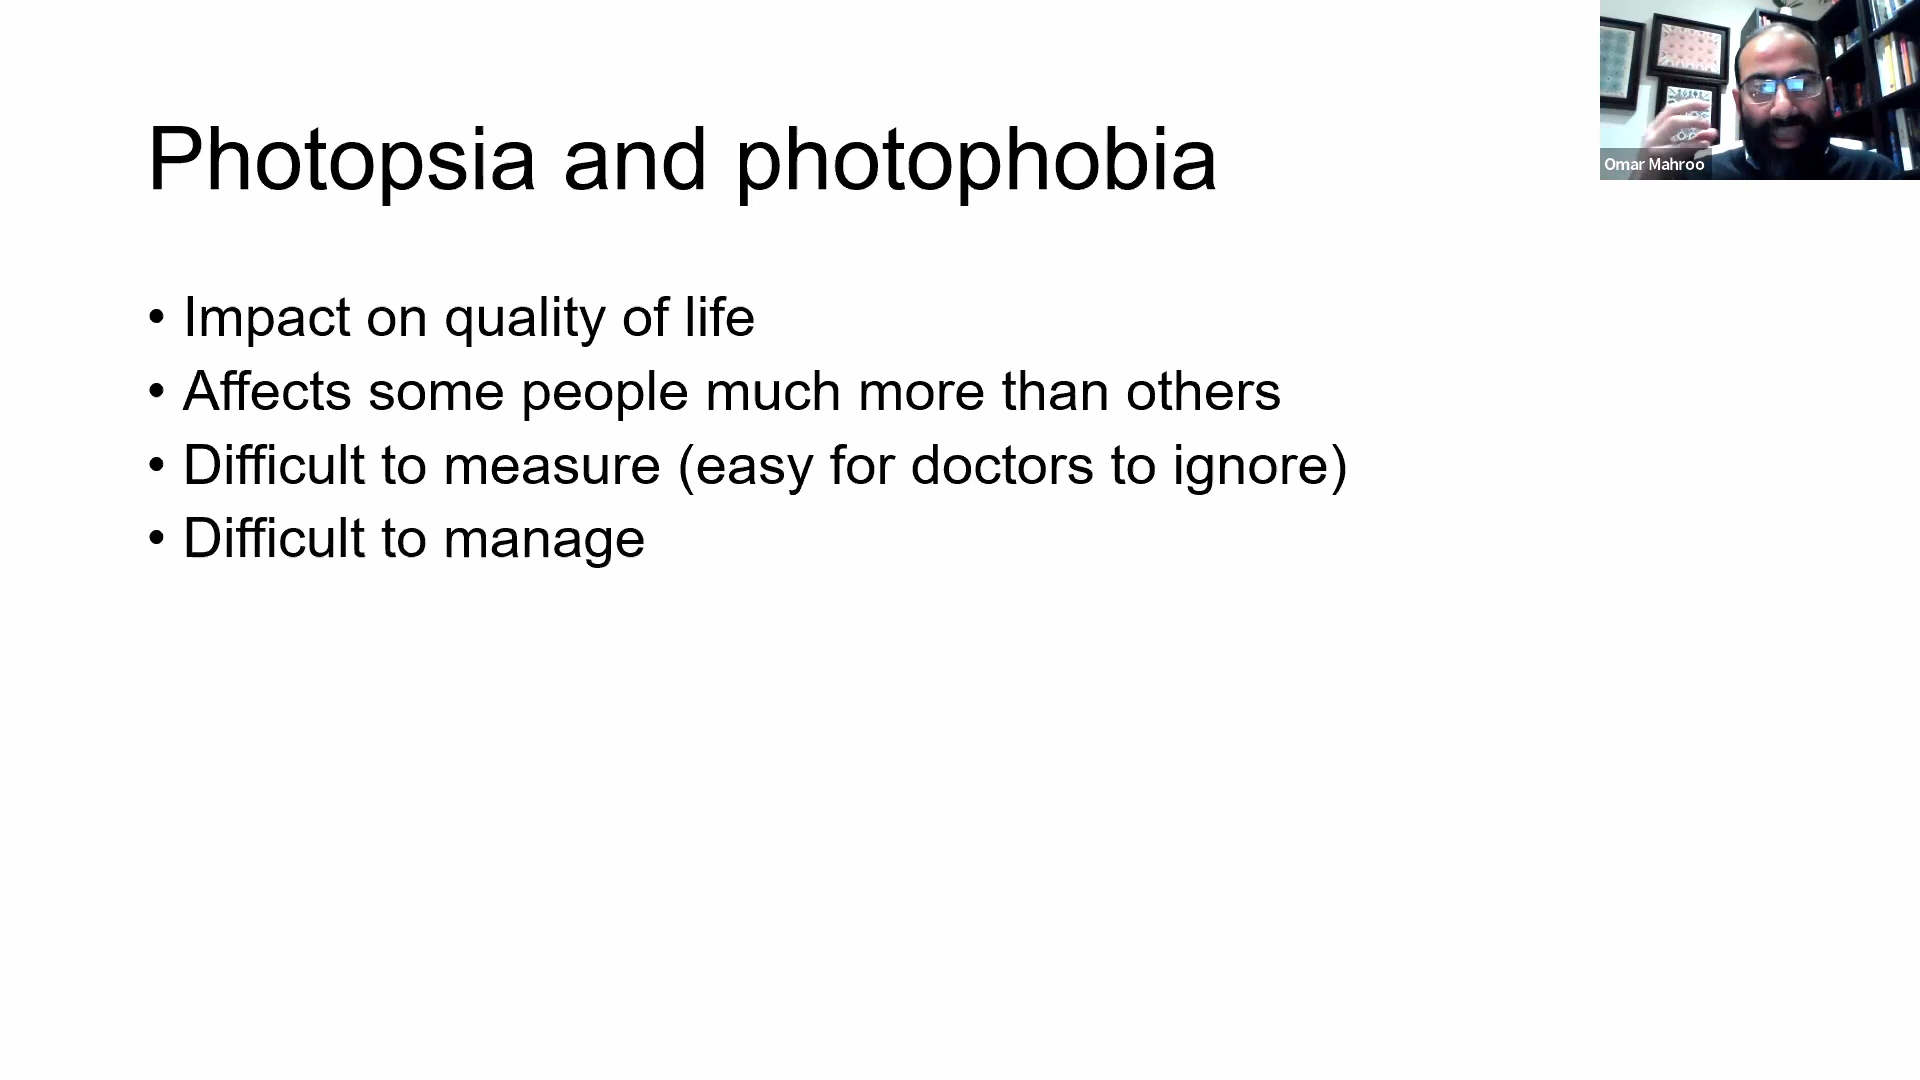 Photopsia and photophobia
• Impact on quality of life
• Affects some people much more than others
• Difficult to measure (easy for doctors to ignore)
• Difficult to manage
Omar Mahroo